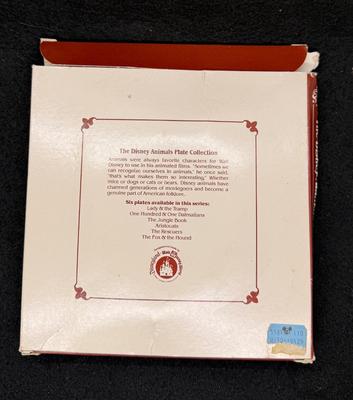 The Disney Animals Plate Collection
Animals were always favorite characters for Walt
Disney to use in his animated films. "Sometimes we
can recognize ourselves in animals," he once said,
"that's what makes them so interesting." Whether
mice or dogs or cats or bears, Disney animals have
charmed generations of moviegoers and become a
genuine part of American folklore.
Six plates available in this series:
Lady & the Tramp
One Hundred & One Dalmatians
The Jungle Book
Aristocats
The Rescuers
The Fox & the Hound
Disneyland
Walt Disney World